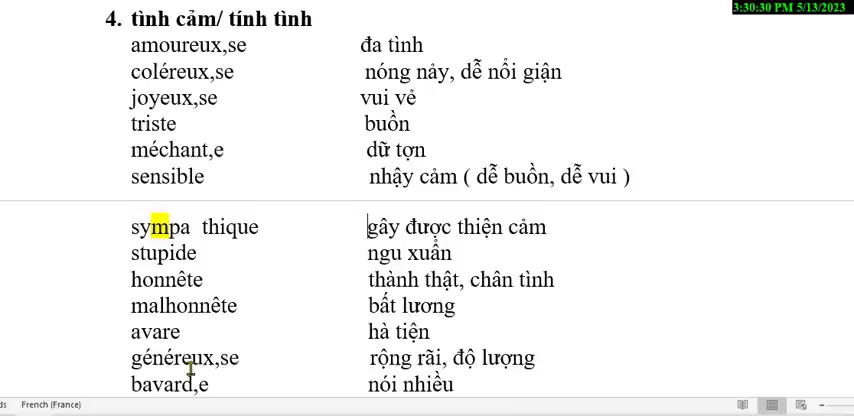 3:30:30 PM 5/13/2023
4. tình cảm/ tính tình
amoureux,se đa tình
coléreux,se nóng nảy, dễ nổi giận
joyeux,se vui vẻ
triste buồn
méchant,e dữ tợn
sensible nhậy cảm ( dễ buồn, dễ vui )
sympa thique gây được thiện cảm
stupide ngu xuẩn
honnête thành thật, chân tình
malhonnête bất lương
avare hà tiện
généreux,se rộng rãi, độ lượng
bavard,e nói nhiều
ds French (France)